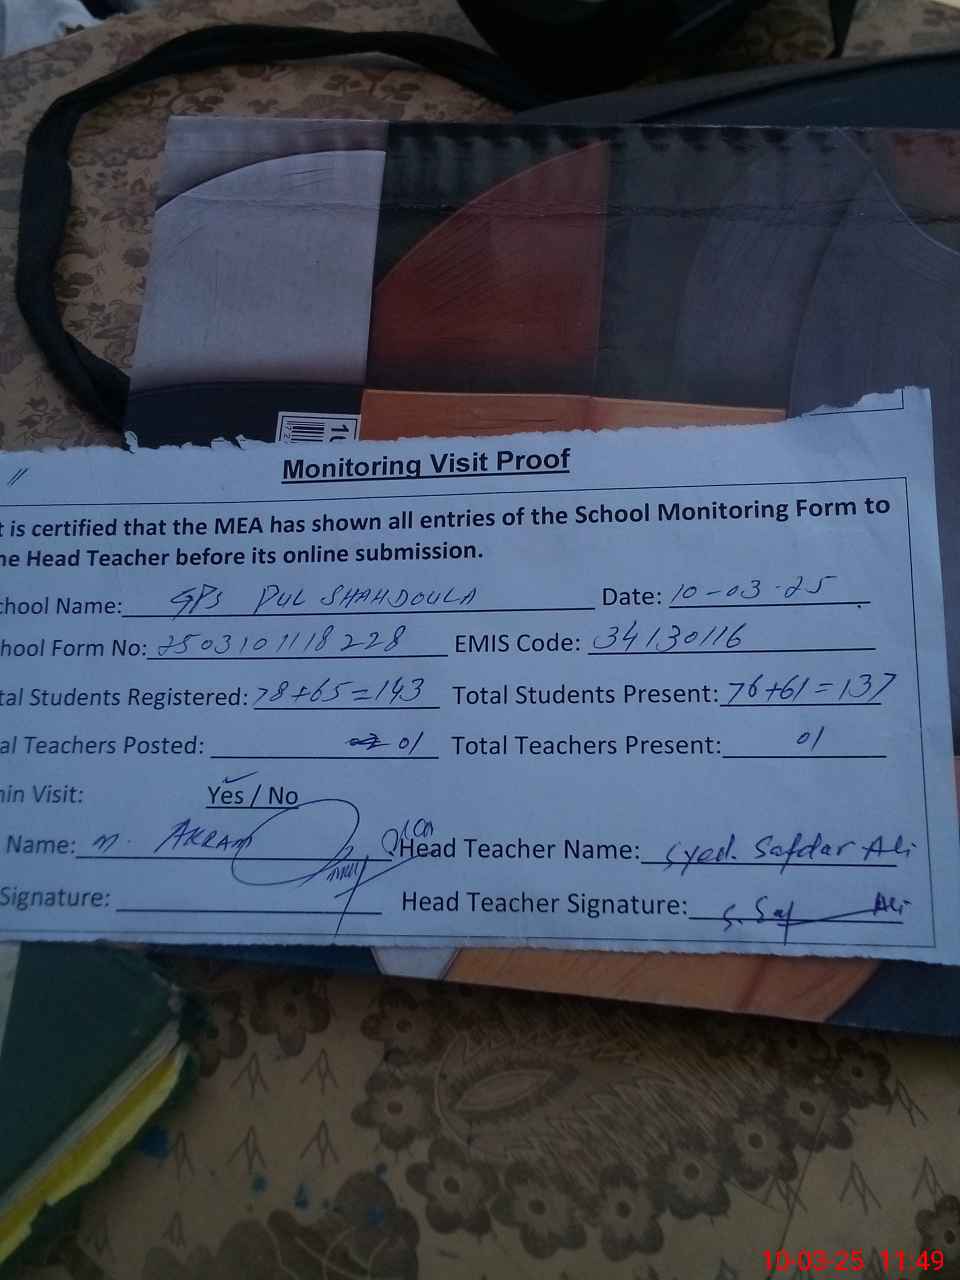 Monitoring Visit Proof
t is certified that the MEA has shown all entries of the School Monitoring Form to
he Head Teacher before its online submission.
chool Name: GPS PUL SHAHDOULA Date: 10-03-25
hool Form No: 2503101118228 EMIS Code: 34130116
tal Students Registered: 78+65=143 Total Students Present: 76+61=137
al Teachers Posted: 01 Total Teachers Present: 01
in Visit: Yes / No
Name: M. AKRAM Head Teacher Name: Syed. Safdar Ali
Signature: Head Teacher Signature: S. Saf Ali
10-03-25 11:49